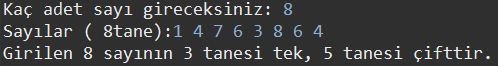 Kaç adet sayı gireceksiniz: 8
Sayılar ( 8tane):1 4 7 6 3 8 6 4
Girilen 8 sayının 3 tanesi tek, 5 tanesi çifttir.